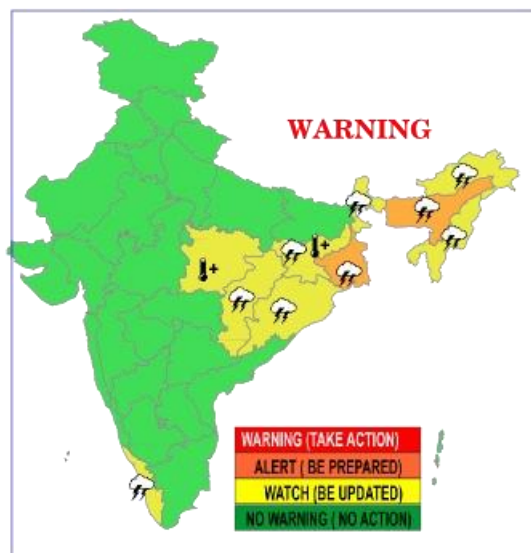 WARNING
WARNING (TAKE ACTION)
ALERT ( BE PREPARED)
WATCH (BE UPDATED)
NO WARNING ( NO ACTION)